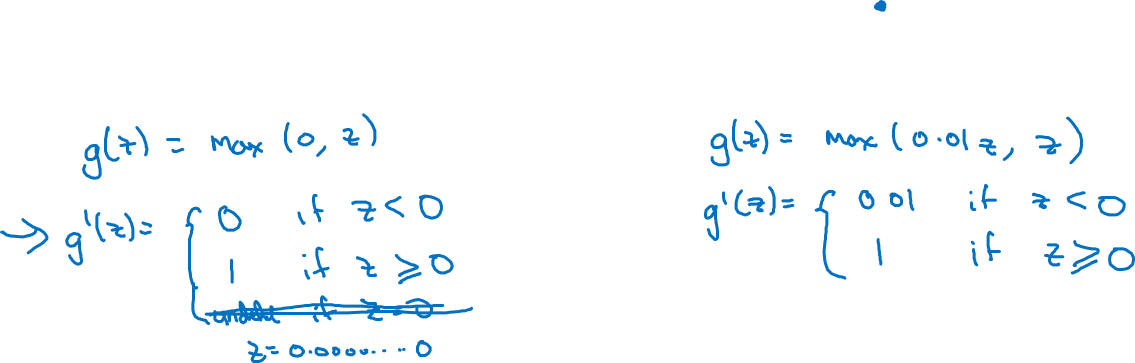 g(z) = max (0, z)
→ g'(z) = { 0 if z < 0
1 if z ⩾ 0
if z = 0
z = 0.0000....0
g(z) = max (0.01z, z)
g'(z) = { 0.01 if z < 0
1 if z ⩾ 0